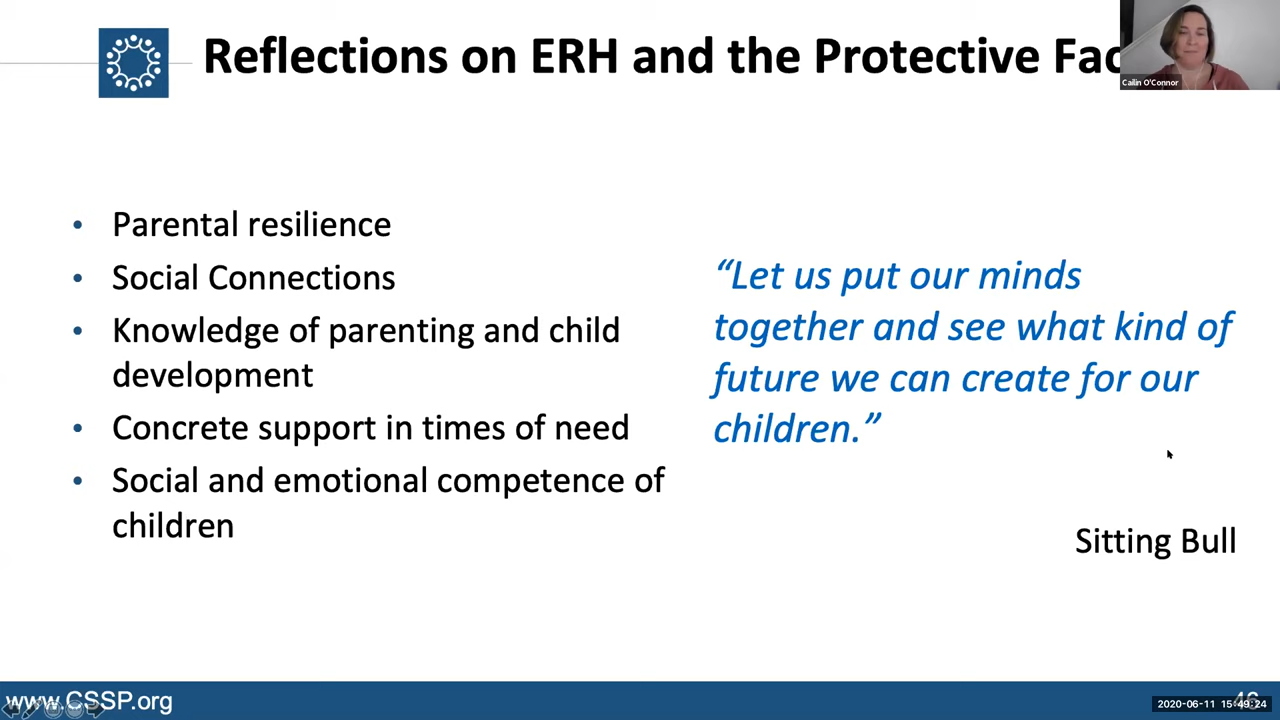 Reflections on ERH and the Protective Fac
Cailin O'Connor
• Parental resilience
• Social Connections
• Knowledge of parenting and child
development
• Concrete support in times of need
• Social and emotional competence of
children
“Let us put our minds
together and see what kind of
future we can create for our
children.”
Sitting Bull
www.CSSP.org
46
2020-06-11 15:49:24